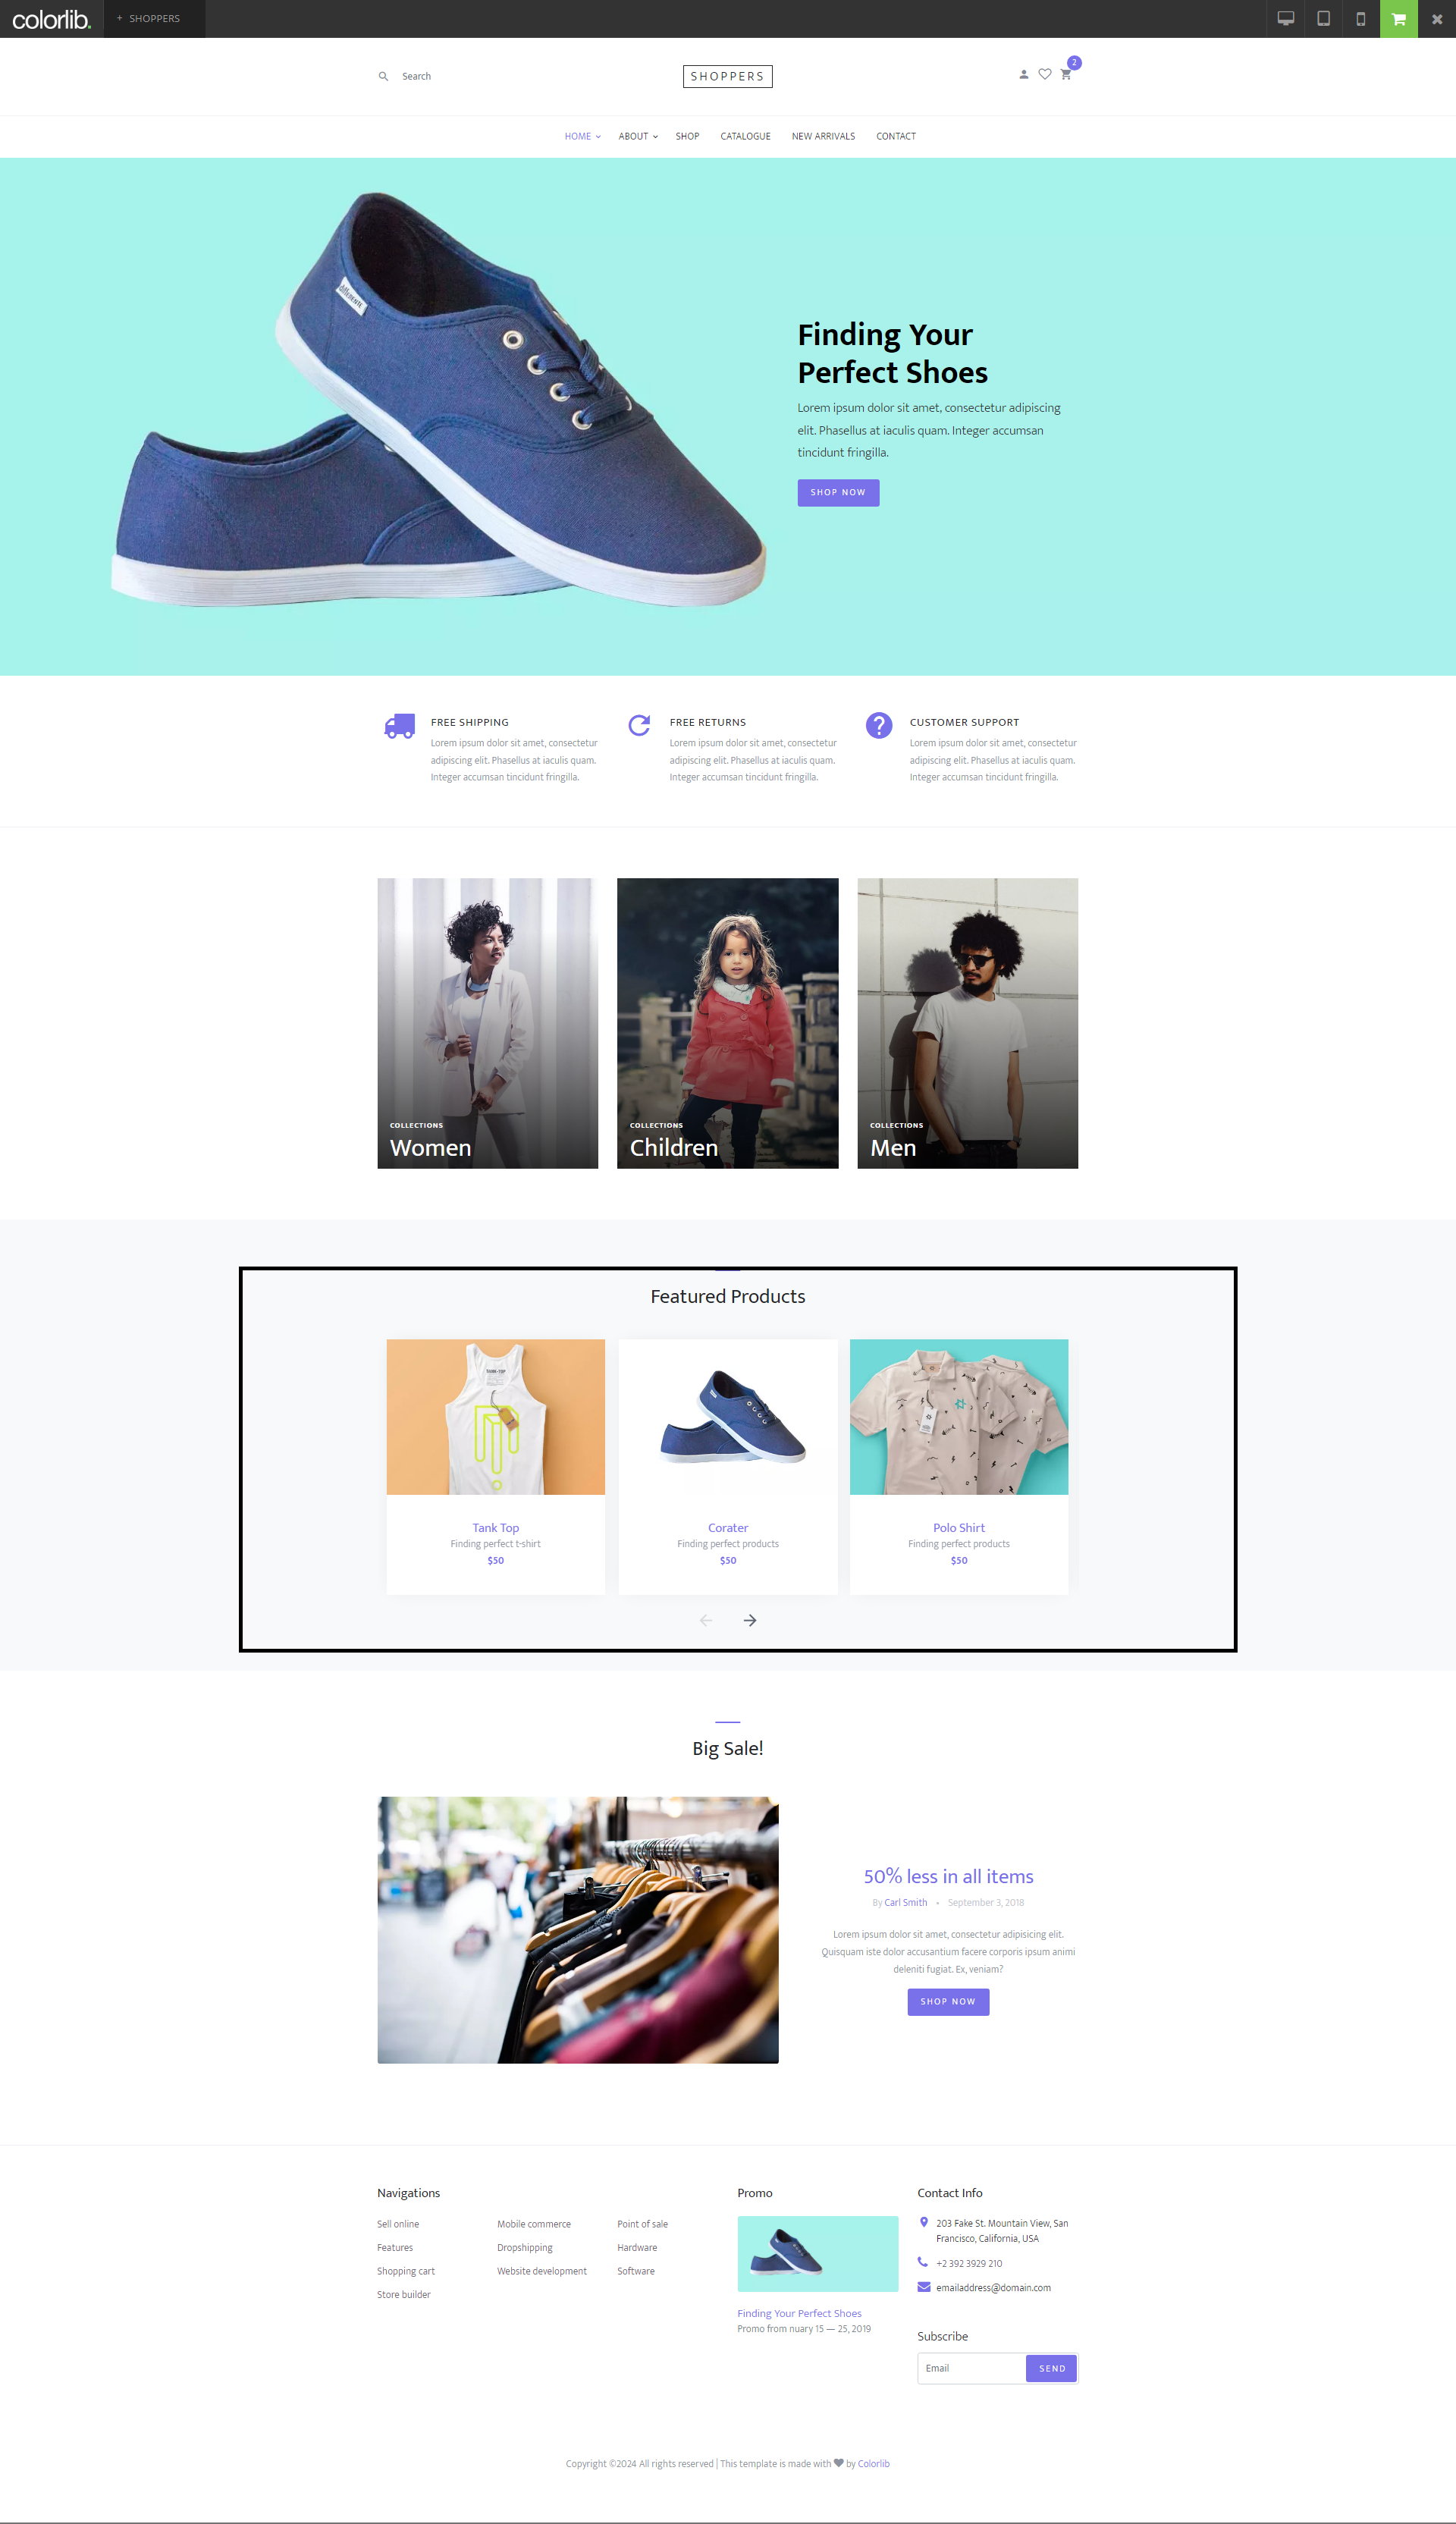 colorlib.
+ SHOPPERS
Search
SHOPPERS
2
HOME
ABOUT
SHOP
CATALOGUE
NEW ARRIVALS
CONTACT
Finding Your
Perfect Shoes
Lorem ipsum dolor sit amet, consectetur adipiscing
elit. Phasellus at iaculis quam. Integer accumsan
tincidunt fringilla.
SHOP NOW
FREE SHIPPING
Lorem ipsum dolor sit amet, consectetur
adipiscing elit. Phasellus at iaculis quam.
Integer accumsan tincidunt fringilla.
FREE RETURNS
Lorem ipsum dolor sit amet, consectetur
adipiscing elit. Phasellus at iaculis quam.
Integer accumsan tincidunt fringilla.
CUSTOMER SUPPORT
Lorem ipsum dolor sit amet, consectetur
adipiscing elit. Phasellus at iaculis quam.
Integer accumsan tincidunt fringilla.
COLLECTIONS
Women
COLLECTIONS
Children
COLLECTIONS
Men
Featured Products
TANK-TOP
Tank Top
Finding perfect t-shirt
$50
Corater
Finding perfect products
$50
Polo Shirt
Finding perfect products
$50
Big Sale!
50% less in all items
By Carl Smith • September 3, 2018
Lorem ipsum dolor sit amet, consectetur adipisicing elit.
Quisquam iste dolor accusantium facere corporis ipsum animi
deleniti fugiat. Ex, veniam?
SHOP NOW
Navigations
Sell online
Features
Shopping cart
Store builder
Mobile commerce
Dropshipping
Website development
Point of sale
Hardware
Software
Promo
Finding Your Perfect Shoes
Promo from nuary 15 — 25, 2019
Contact Info
203 Fake St. Mountain View, San
Francisco, California, USA
+2 392 3929 210
emailaddress@domain.com
Subscribe
Email
SEND
Copyright ©2024 All rights reserved | This template is made with ♥ by Colorlib